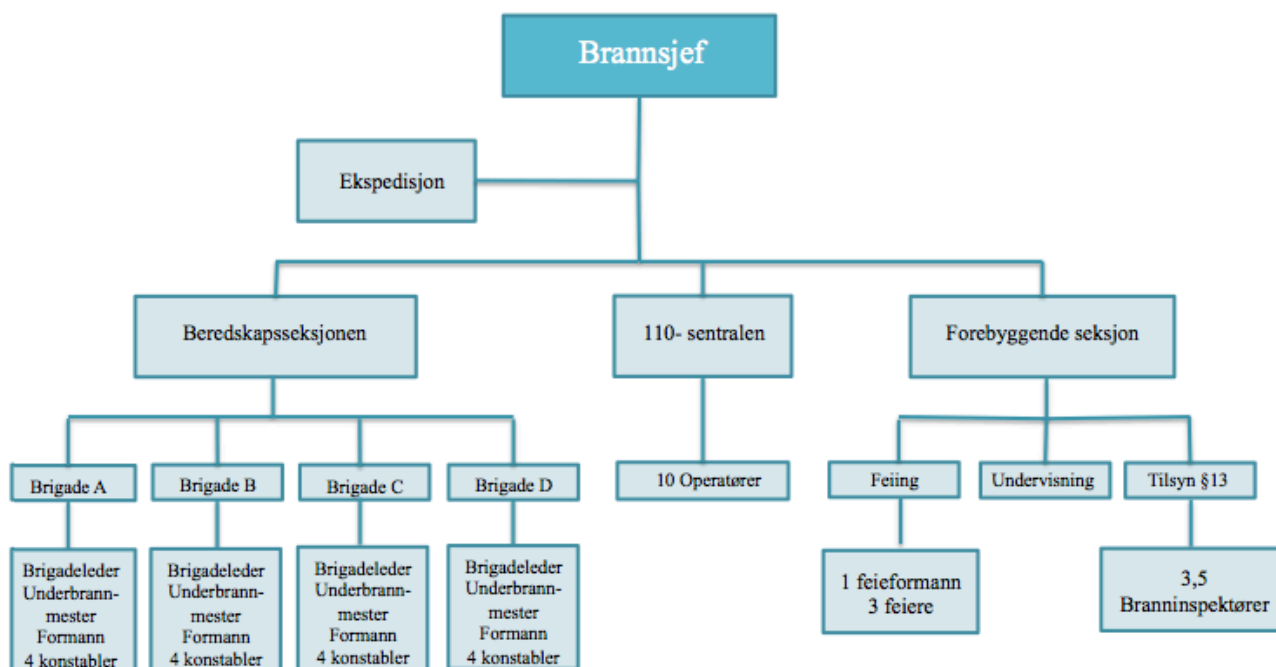 Brannsjef
Ekspedisjon
Beredskapsseksjonen
110- sentralen
Forebyggende seksjon
Brigade A
Brigade B
Brigade C
Brigade D
10 Operatører
Feiing
Undervisning
Tilsyn §13
Brigadeleder
Underbrann-
mester
Formann
4 konstabler
Brigadeleder
Underbrann-
mester
Formann
4 konstabler
Brigadeleder
Underbrann-
mester
Formann
4 konstabler
Brigadeleder
Underbrann-
mester
Formann
4 konstabler
1 feieformann
3 feiere
3,5
Branninspektører